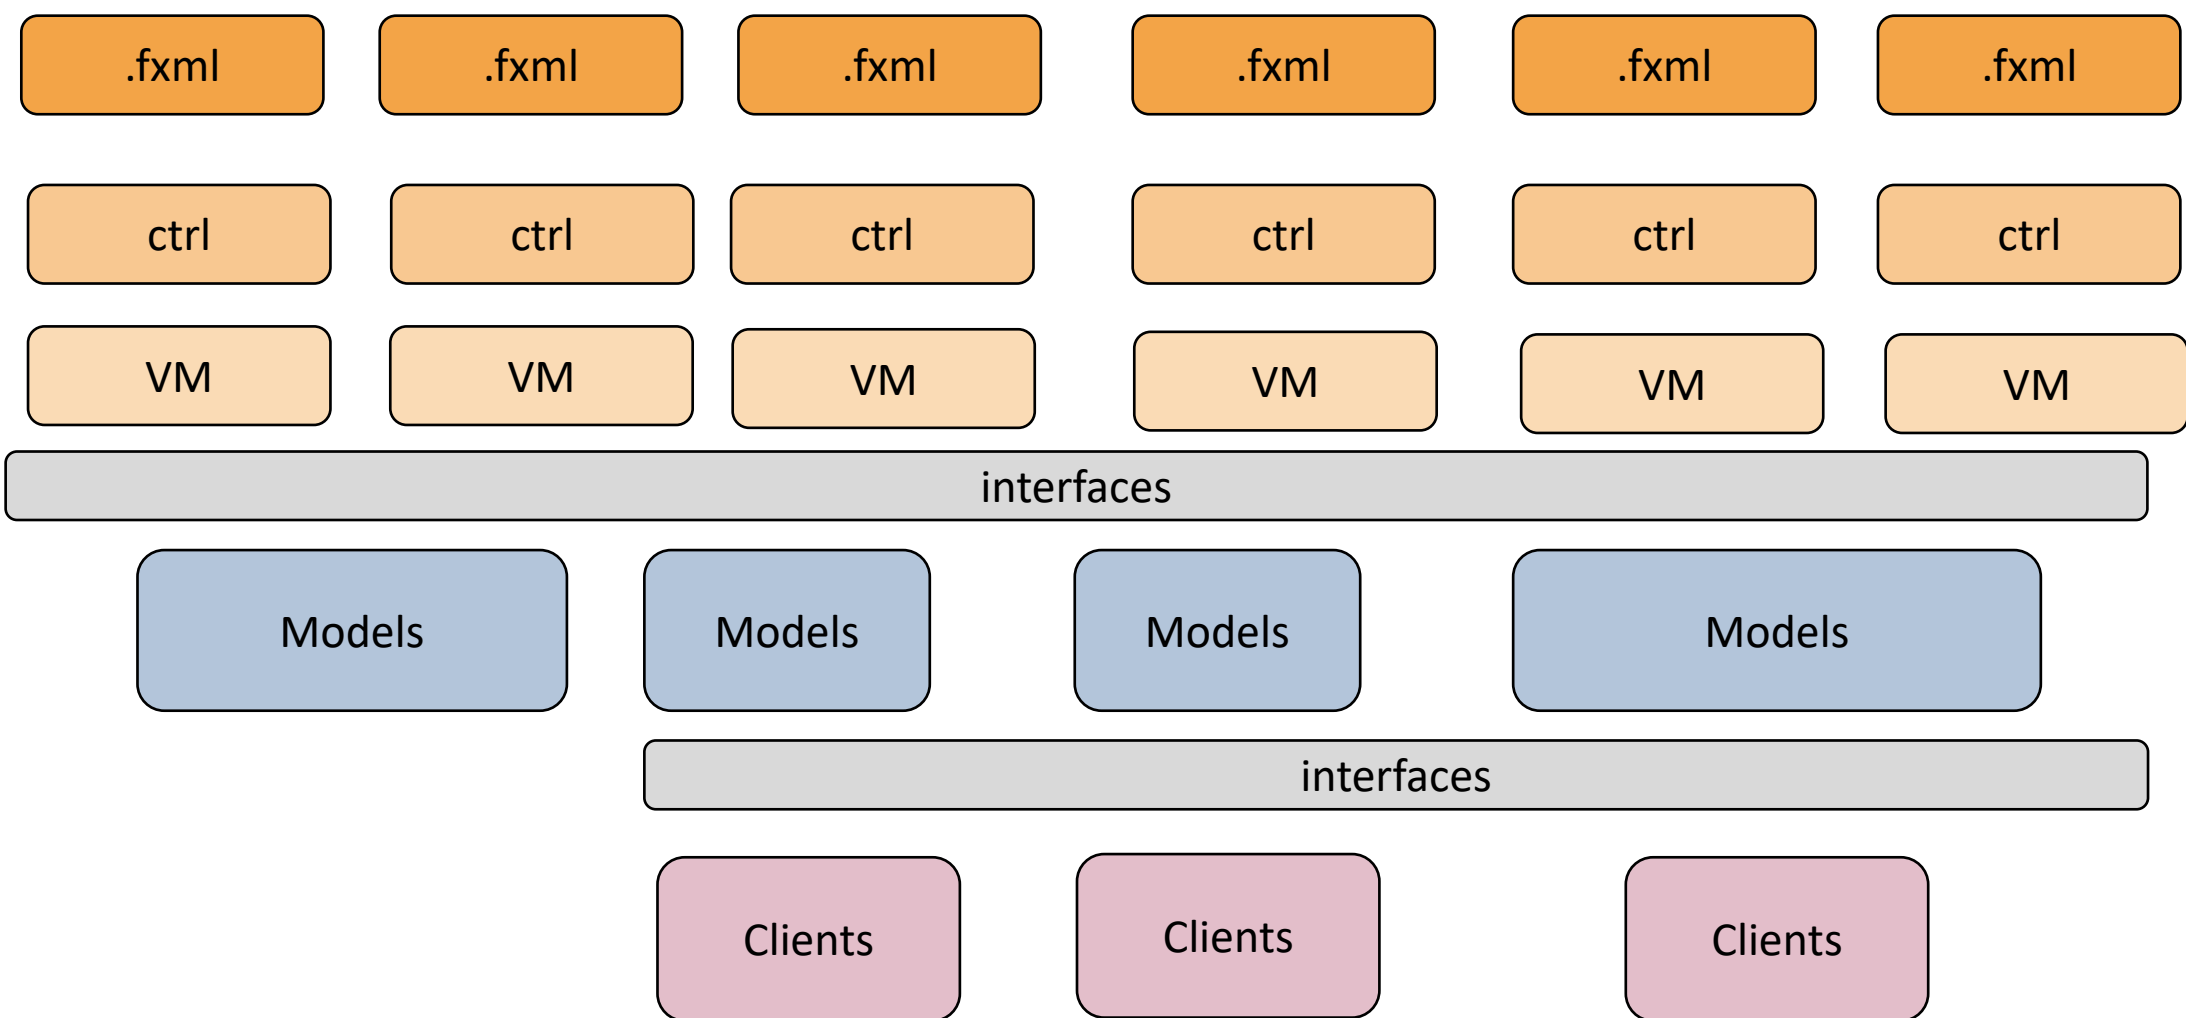 .fxml .fxml .fxml .fxml .fxml .fxml
ctrl ctrl ctrl ctrl ctrl ctrl
VM VM VM VM VM VM
interfaces
Models Models Models Models
interfaces
Clients Clients Clients